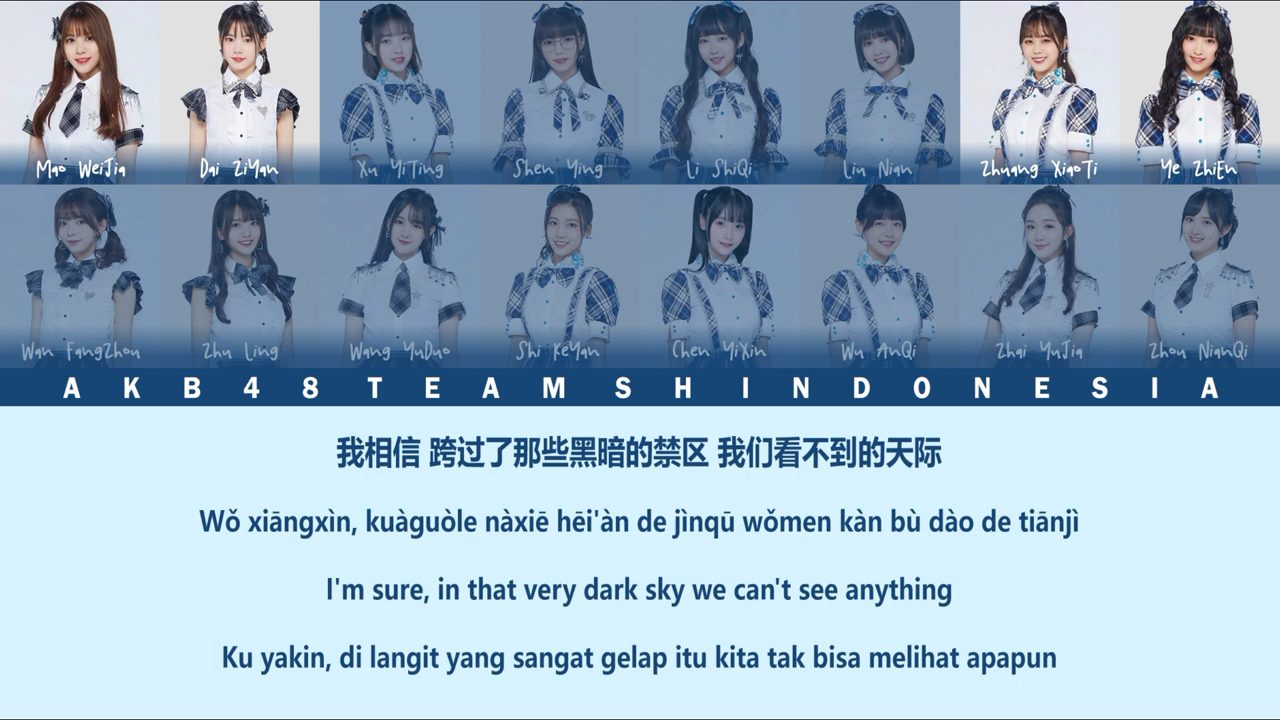 Mao WeiJia Dai ZiYan Xu YiTing Shen Ying Li ShiQi Liu Nian Zhuang XiaoTi Ye ZhiEn
Wan FangZhou Zhu Ling Wang YuDuo Shi KeYan Chen YiXin Wu AnQi Zhai YuJia Zhou NianQi
AKB48 TEAM SH INDONESIA
我相信 跨过了那些黑暗的禁区 我们看不到的天际
Wǒ xiāngxìn, kuàguòle nàxiē hēi'àn de jìnqū wǒmen kàn bù dào de tiānjì
I'm sure, in that very dark sky we can't see anything
Ku yakin, di langit yang sangat gelap itu kita tak bisa melihat apapun